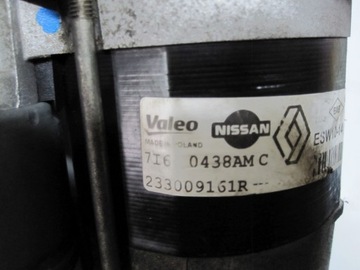 Valeo NISSAN
MADE IN POLAND
7I6 0438AM C
233009161R